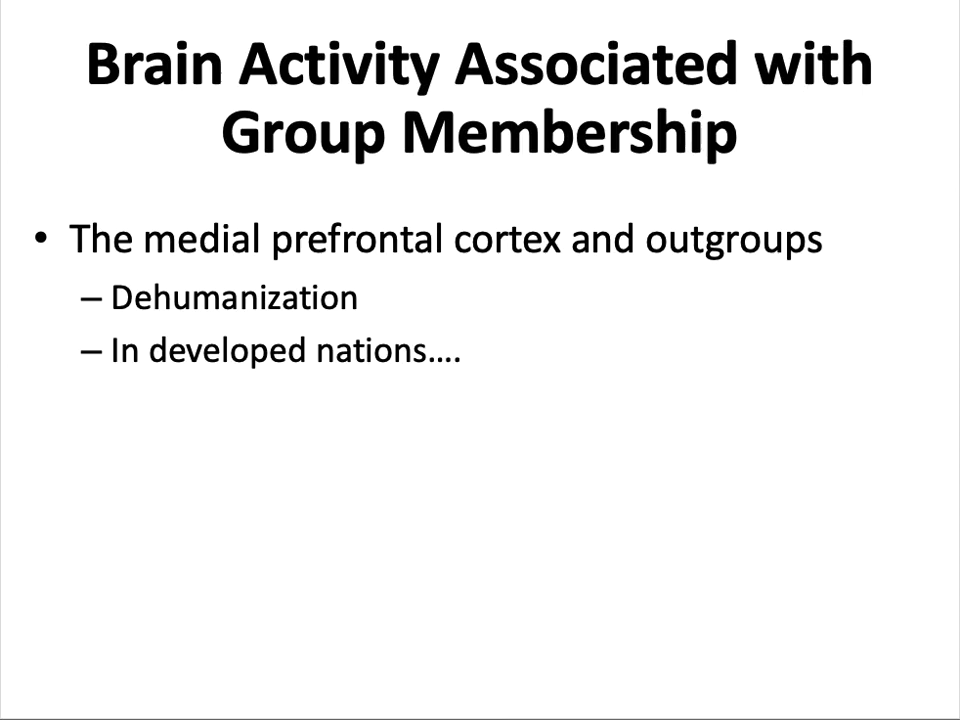 Brain Activity Associated with
Group Membership
• The medial prefrontal cortex and outgroups
– Dehumanization
– In developed nations….